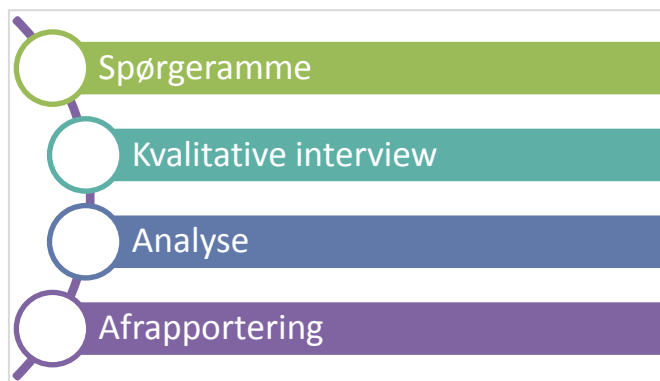 Spørgeramme
Kvalitative interview
Analyse
Afrapportering